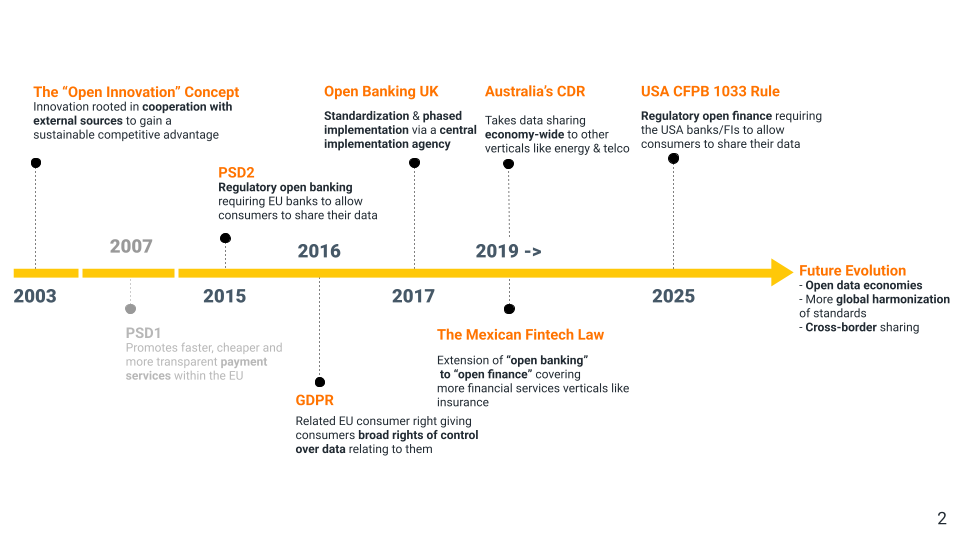 The “Open Innovation” Concept
Innovation rooted in cooperation with
external sources to gain a
sustainable competitive advantage
Open Banking UK
Standardization & phased
implementation via a central
implementation agency
Australia’s CDR
Takes data sharing
economy-wide to other
verticals like energy & telco
USA CFPB 1033 Rule
Regulatory open finance requiring
the USA banks/FIs to allow
consumers to share their data
PSD2
Regulatory open banking
requiring EU banks to allow
consumers to share their data
2007
2016
2019 ->
2003
2015
2017
2025
Future Evolution
- Open data economies
- More global harmonization
of standards
- Cross-border sharing
PSD1
Promotes faster, cheaper and
more transparent payment
services within the EU
The Mexican Fintech Law
Extension of “open banking”
to “open finance” covering
more financial services verticals like
insurance
GDPR
Related EU consumer right giving
consumers broad rights of control
over data relating to them
2